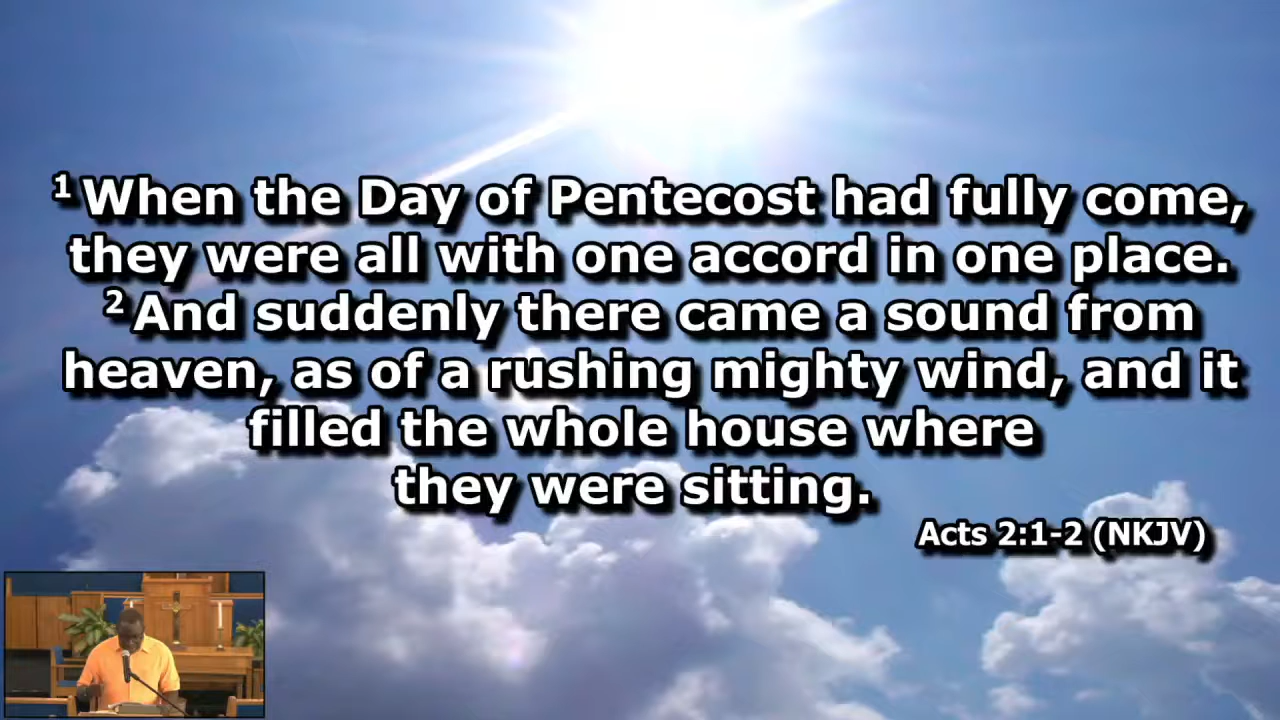 1 When the Day of Pentecost had fully come,
they were all with one accord in one place.
2 And suddenly there came a sound from
heaven, as of a rushing mighty wind, and it
filled the whole house where
they were sitting.
Acts 2:1-2 (NKJV)